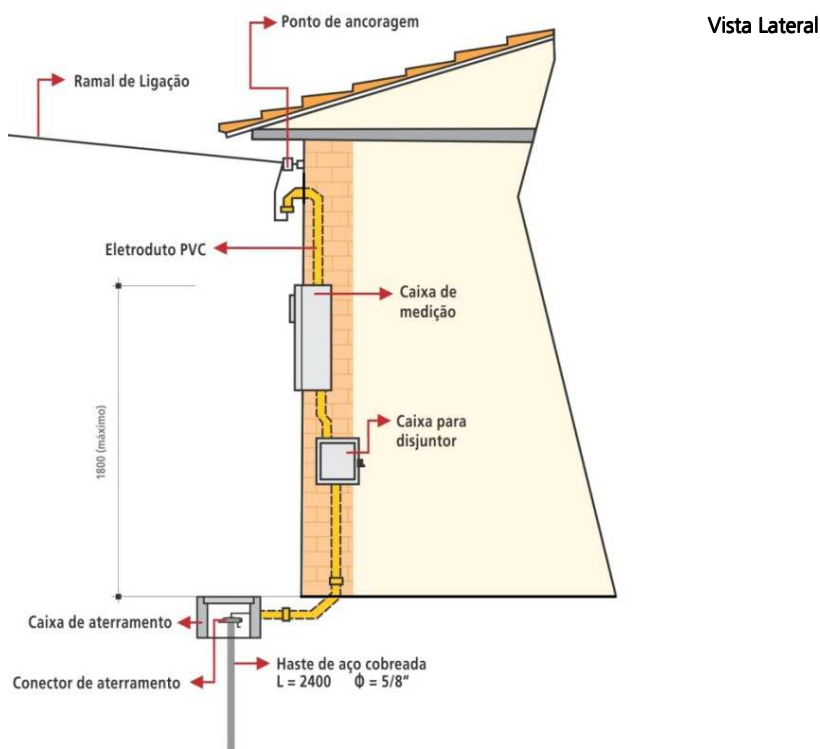 Vista Lateral
Ponto de ancoragem
Ramal de Ligação
Eletroduto PVC
Caixa de
medição
Caixa para
disjuntor
1800 (máximo)
Caixa de aterramento
Haste de aço cobreada
L = 2400 Φ = 5/8"
Conector de aterramento